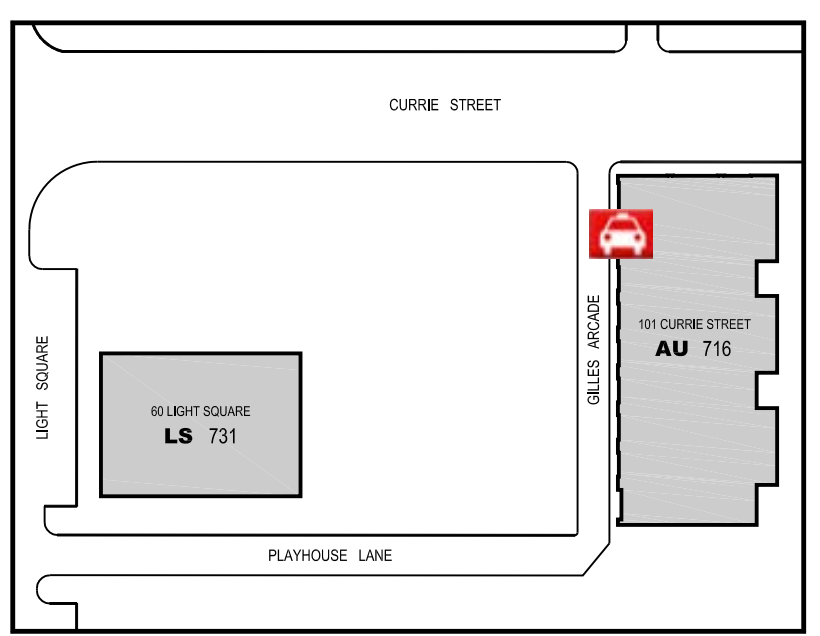 CURRIE STREET
LIGHT SQUARE
GILLES ARCADE
101 CURRIE STREET
AU 716
60 LIGHT SQUARE
LS 731
PLAYHOUSE LANE